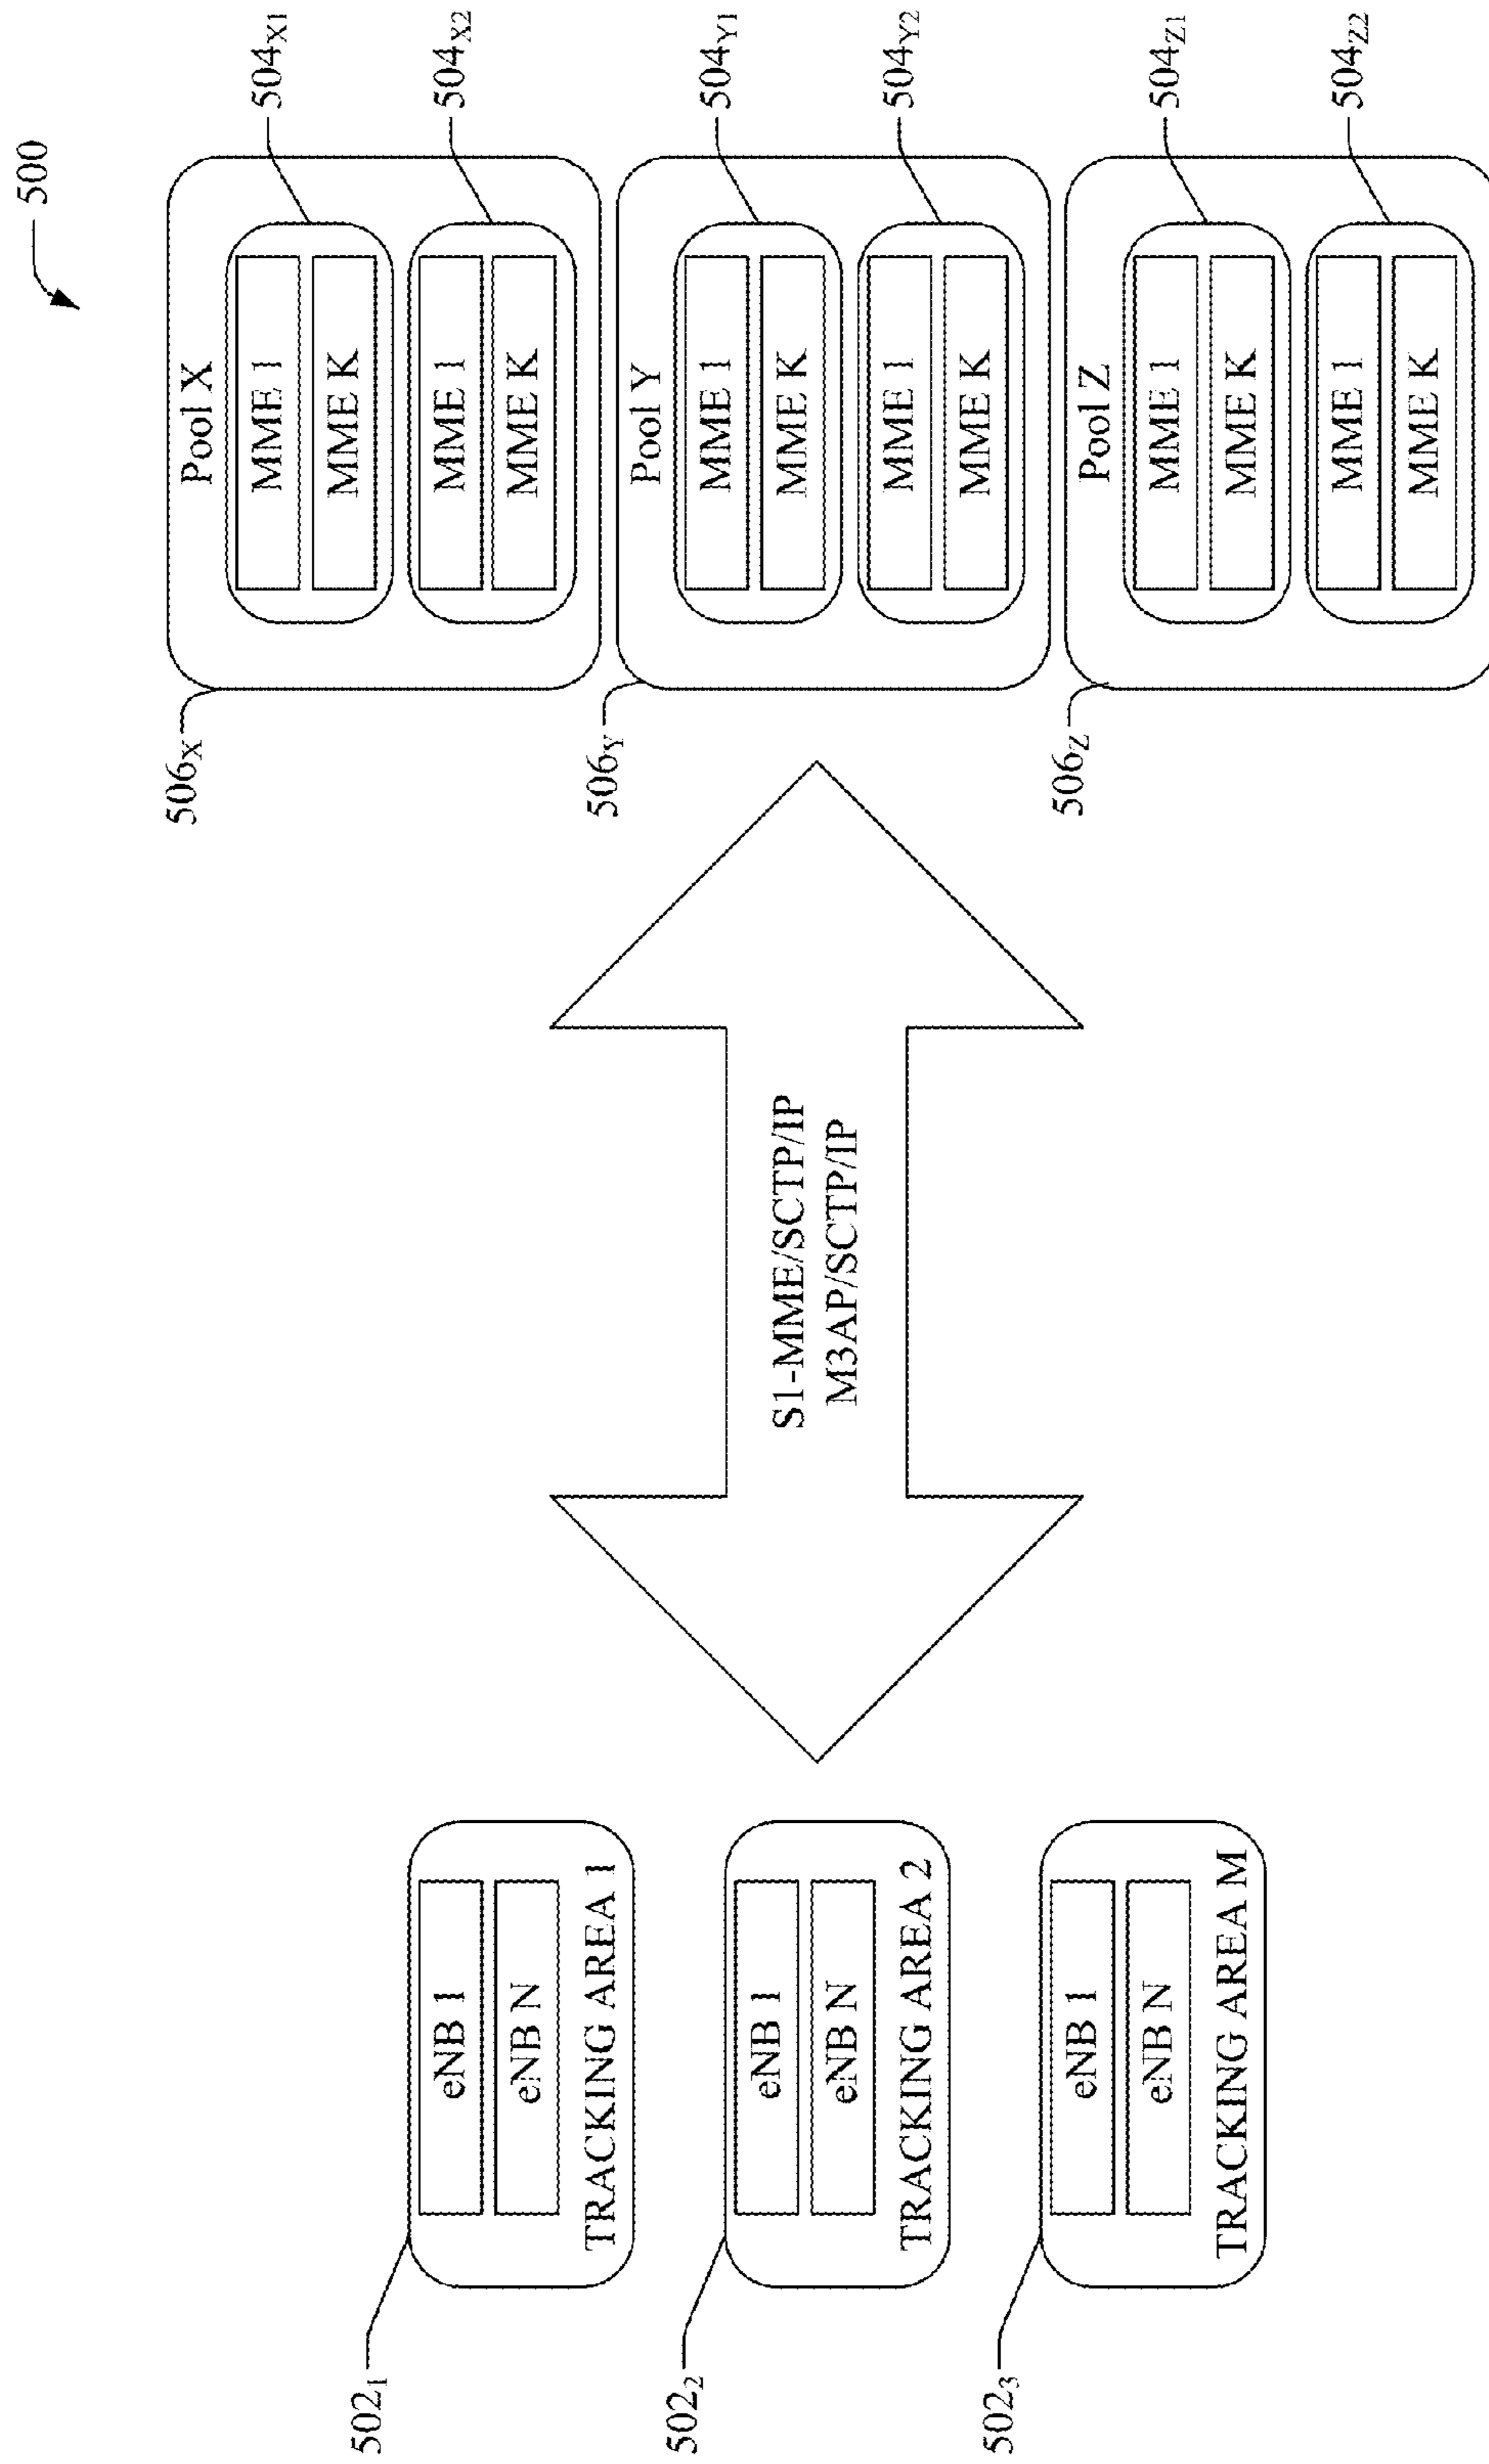 500
502₁
eNB 1
eNB N
TRACKING AREA 1
502₂
eNB 1
eNB N
TRACKING AREA 2
502₃
eNB 1
eNB N
TRACKING AREA M
S1-MME/SCTP/IP
M3AP/SCTP/IP
506X
Pool X
MME 1
MME K
504X1
MME 1
MME K
504X2
506Y
Pool Y
MME 1
MME K
504Y1
MME 1
MME K
504Y2
506Z
Pool Z
MME 1
MME K
504Z1
MME 1
MME K
504Z2